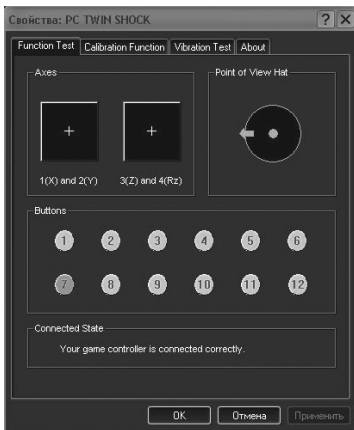 Свойства: PC TWIN SHOCK
Function Test Calibration Function Vibration Test About
Axes
Point of View Hat
1(X) and 2(Y) 3(Z) and 4(Rz)
Buttons
1 2 3 4 5 6
7 8 9 10 11 12
Connected State
Your game controller is connected correctly.
OK Отмена Применить